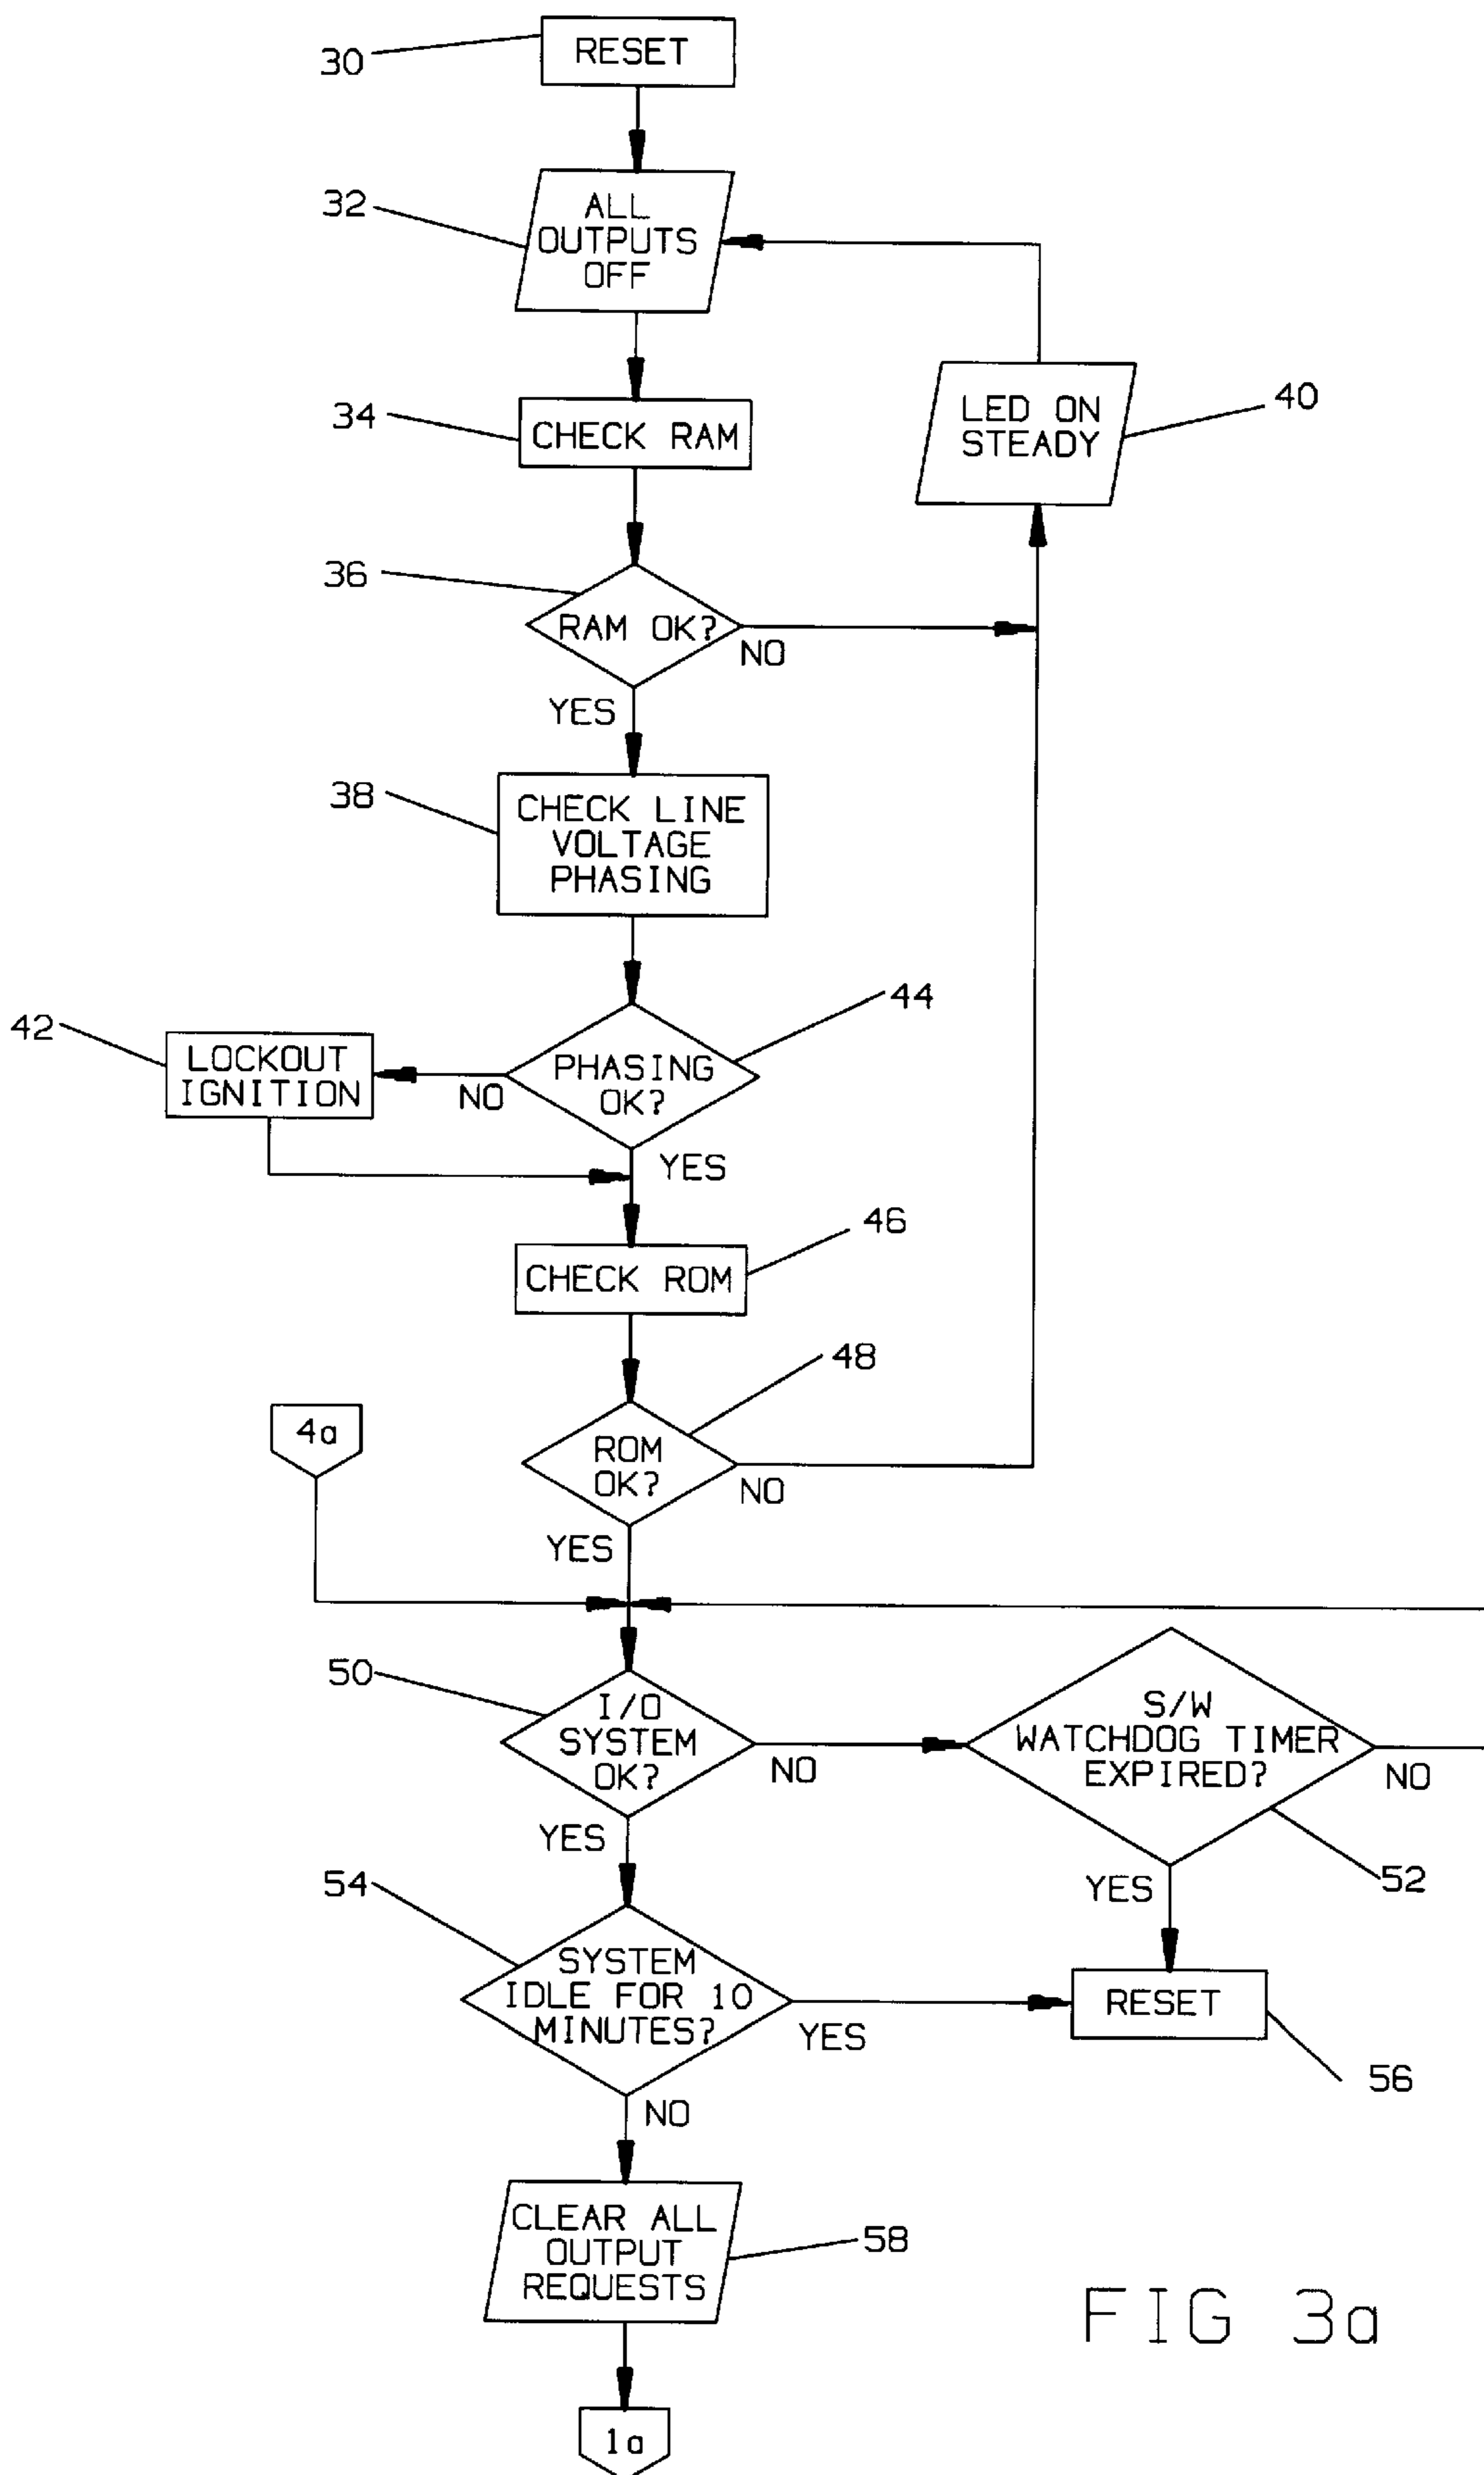 30
RESET
32
ALL
OUTPUTS
OFF
34
CHECK RAM
LED ON
STEADY
40
36
RAM OK?
NO
YES
38
CHECK LINE
VOLTAGE
PHASING
44
42
LOCKOUT
IGNITION
NO
PHASING
OK?
YES
46
CHECK ROM
48
4a
ROM
OK?
NO
YES
50
I/O
SYSTEM
OK?
NO
S/W
WATCHDOG TIMER
EXPIRED?
NO
YES
52
YES
54
SYSTEM
IDLE FOR 10
MINUTES?
YES
RESET
56
NO
CLEAR ALL
OUTPUT
REQUESTS
58
FIG 3a
1a